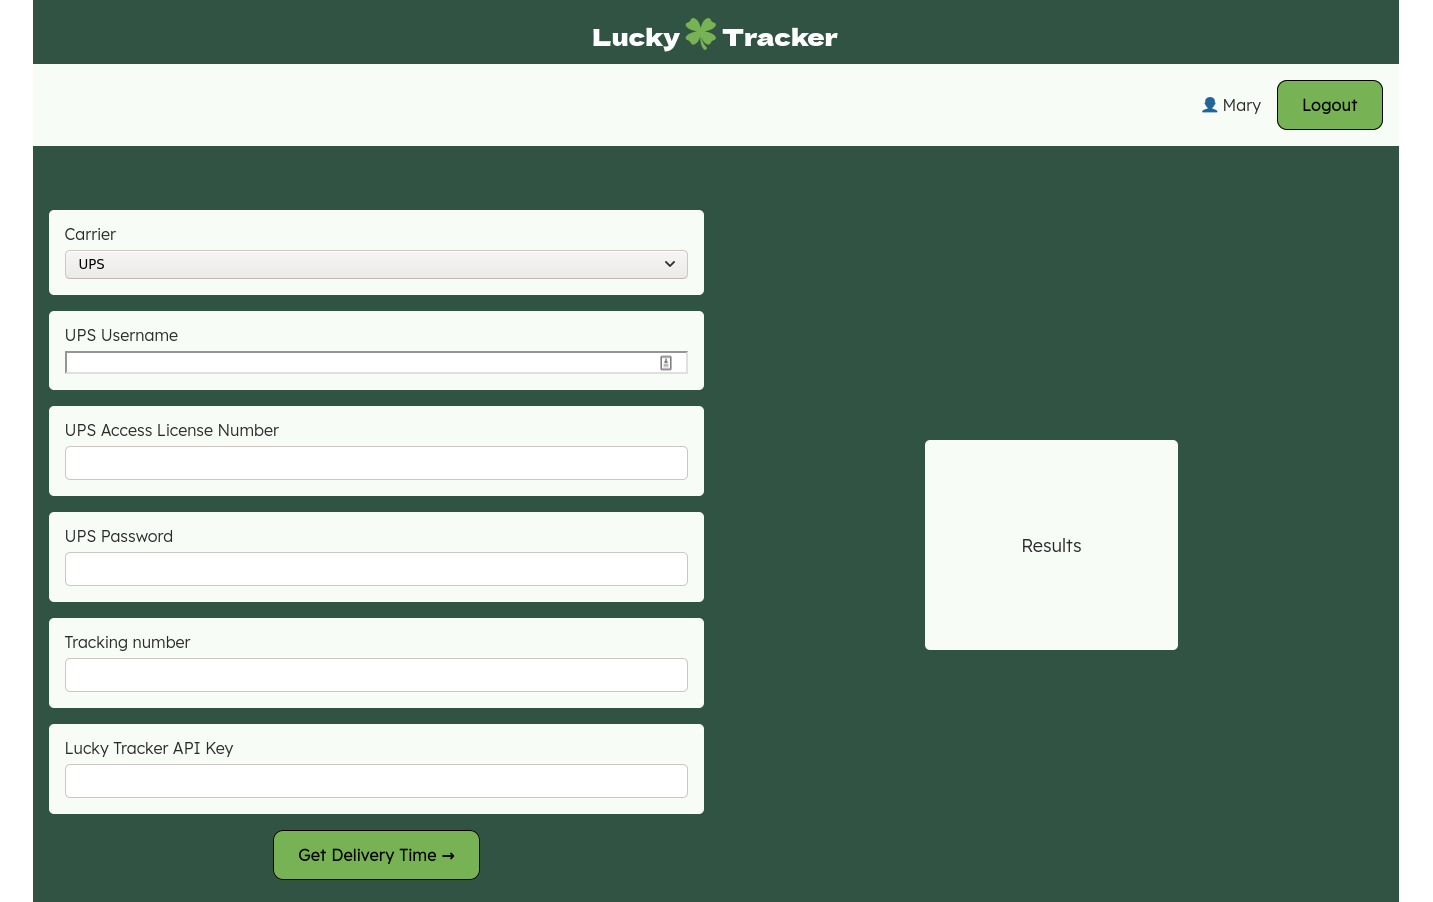 Lucky Tracker
Mary
Logout
Carrier
UPS
UPS Username
UPS Access License Number
UPS Password
Tracking number
Lucky Tracker API Key
Get Delivery Time →
Results